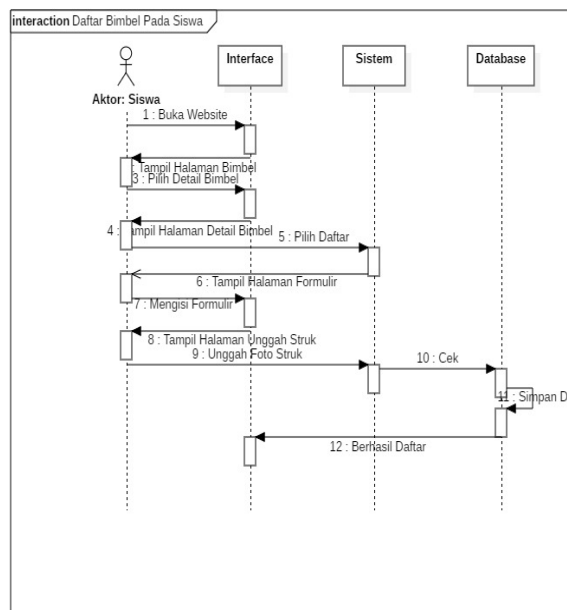 interaction Daftar Bimbel Pada Siswa
Interface
Sistem
Database
Aktor: Siswa
1 : Buka Website
: Tampil Halaman Bimbel
3 : Pilih Detail Bimbel
4 : Tampil Halaman Detail Bimbel
5 : Pilih Daftar
6 : Tampil Halaman Formulir
7 : Mengisi Formulir
8 : Tampil Halaman Unggah Struk
9 : Unggah Foto Struk
10 : Cek
11 : Simpan D
12 : Berhasil Daftar